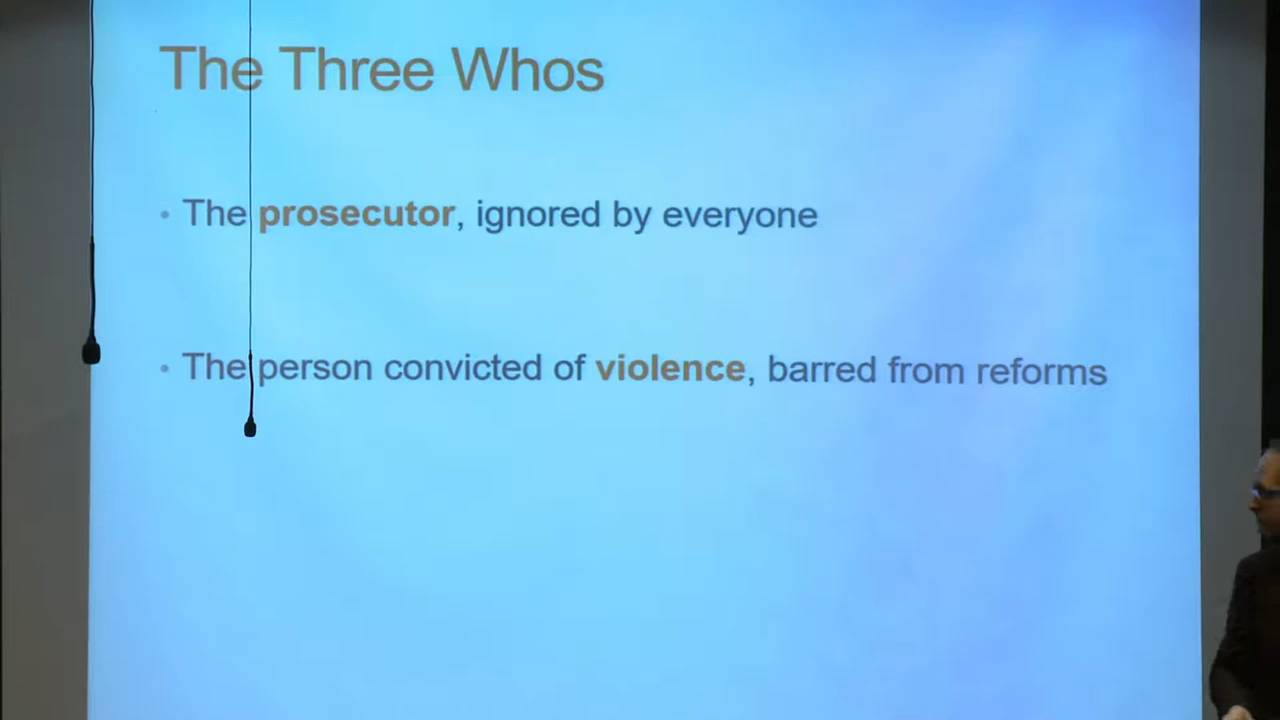 The Three Whos
• The prosecutor, ignored by everyone
• The person convicted of violence, barred from reforms